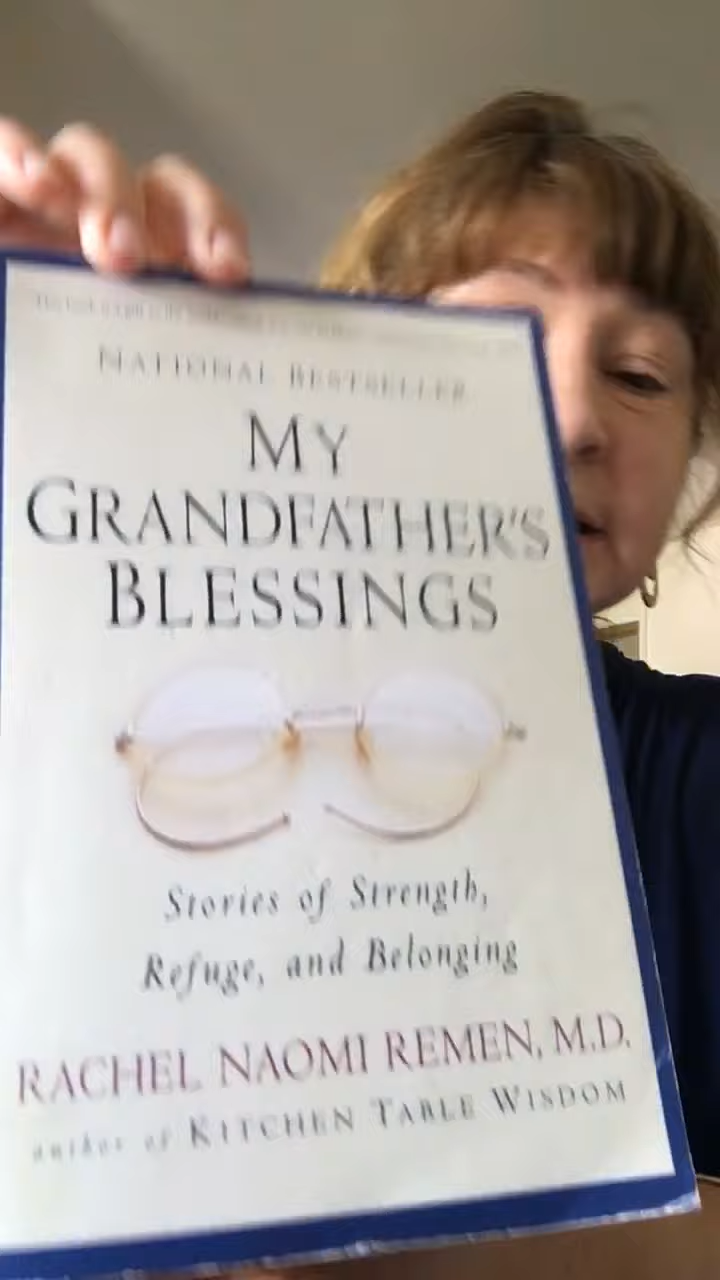 NATIONAL BESTSELLER
MY
GRANDFATHER'S
BLESSINGS
Stories of Strength,
Refuge, and Belonging
RACHEL NAOMI REMEN, M.D.
author of KITCHEN TABLE WISDOM